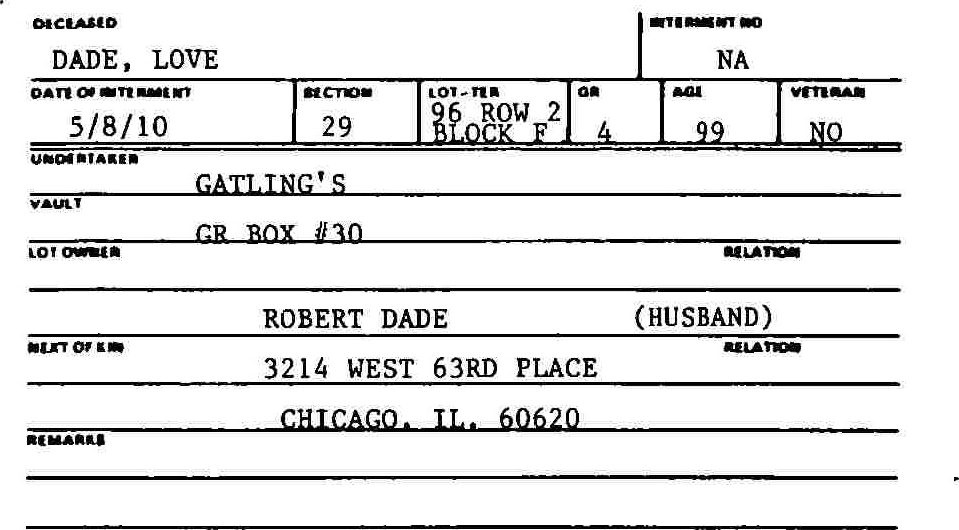 DECEASED INTERMENT NO
DADE, LOVE NA
DATE OF INTERMENT SECTION LOT-TER GR AGE VETERAN
96 ROW 2
5/8/10 29 BLOCK F 4 99 NO
UNDERTAKER
GATLING'S
VAULT
GR BOX #30
LOT OWNER RELATION
ROBERT DADE (HUSBAND)
NEXT OF KIN RELATION
3214 WEST 63RD PLACE
CHICAGO, IL. 60620
REMARKS